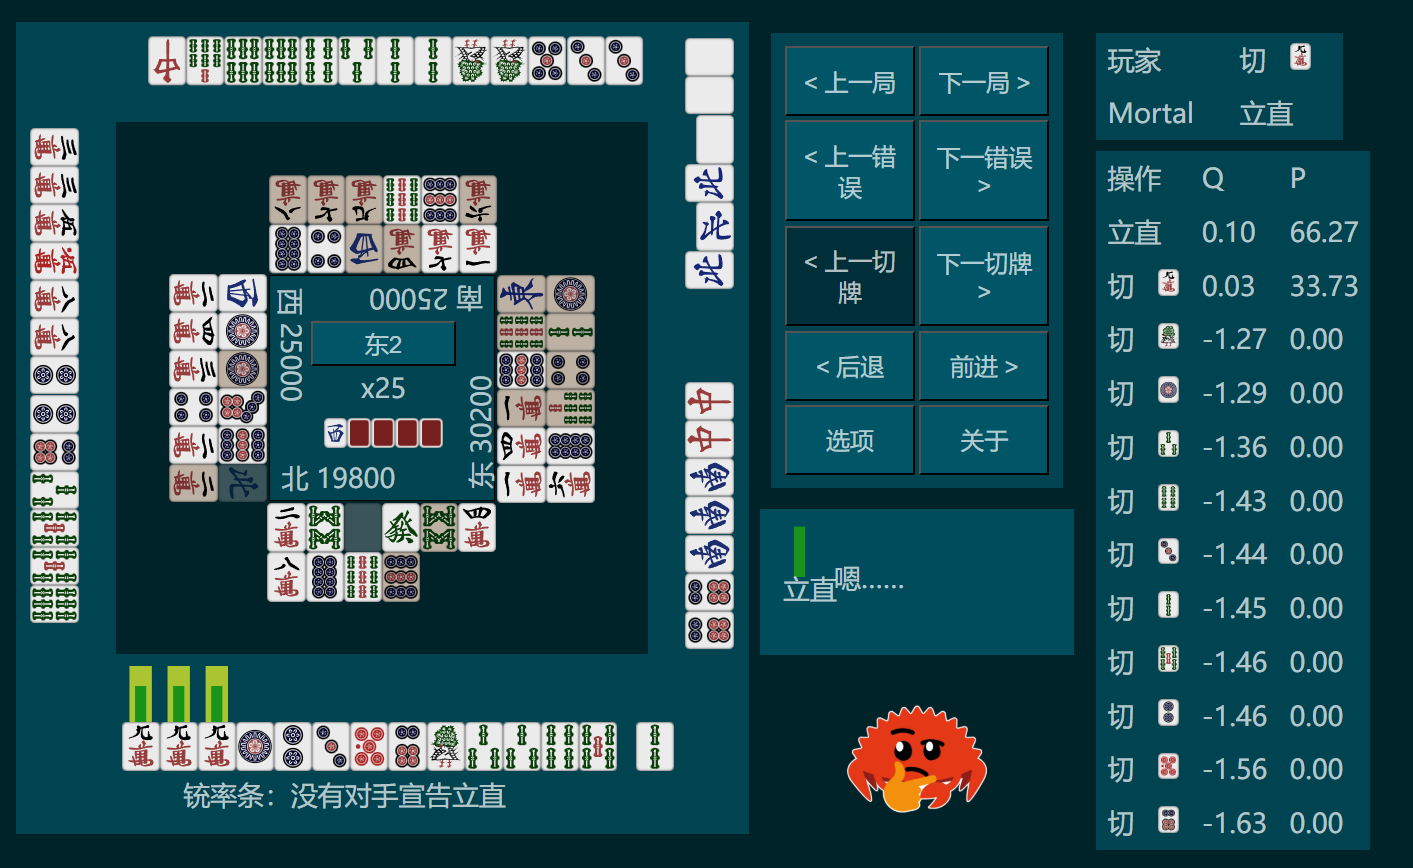 < 上一局
下一局 >
< 上一错误
下一错误 >
< 上一切牌
下一切牌 >
< 后退
前进 >
选项
关于
玩家 切
Mortal 立直
操作 Q P
立直 0.10 66.27
切 0.03 33.73
切 -1.27 0.00
切 -1.29 0.00
切 -1.36 0.00
切 -1.43 0.00
切 -1.44 0.00
切 -1.45 0.00
切 -1.46 0.00
切 -1.46 0.00
切 -1.56 0.00
切 -1.63 0.00
南 25000
西 25000
东2
x25
东 30200
北 19800
立直
嗯……
铳率条：没有对手宣告立直